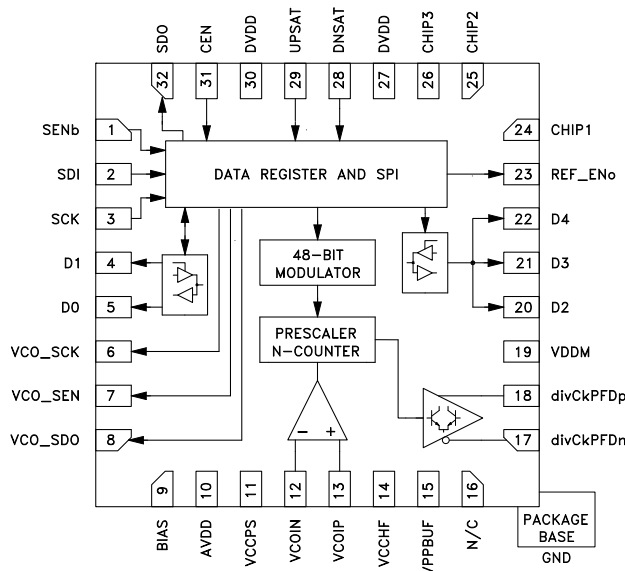 SDO
CEN
DVDD
UPSAT
DNSAT
DVDD
CHIP3
CHIP2
32
31
30
29
28
27
26
25
SENb
1
24
CHIP1
SDI
2
DATA REGISTER AND SPI
23
REF_ENo
SCK
3
22
D4
D1
4
48-BIT
MODULATOR
21
D3
D0
5
20
D2
VCO_SCK
6
PRESCALER
N-COUNTER
19
VDDM
VCO_SEN
7
18
divCkPFDp
VCO_SDO
8
17
divCkPFDn
− +
9
10
11
12
13
14
15
16
BIAS
AVDD
VCCPS
VCOIN
VCOIP
VCCHF
VPPBUF
N/C
PACKAGE
BASE
GND